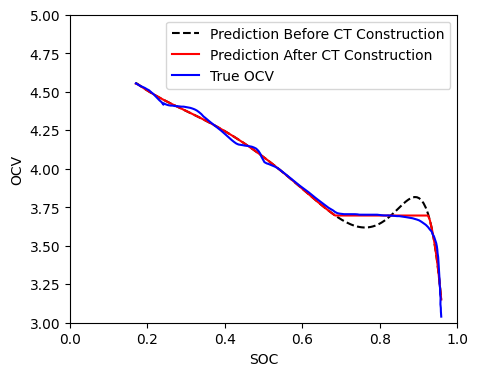 5.00
4.75
4.50
4.25
4.00
3.75
3.50
3.25
3.00
OCV
Prediction Before CT Construction
Prediction After CT Construction
True OCV
0.0 0.2 0.4 0.6 0.8 1.0
SOC